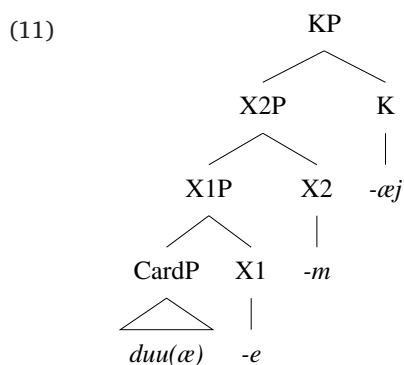 (11)
KP
X2P K
X1P X2 -æj
CardP X1 -m
duu(æ) -e